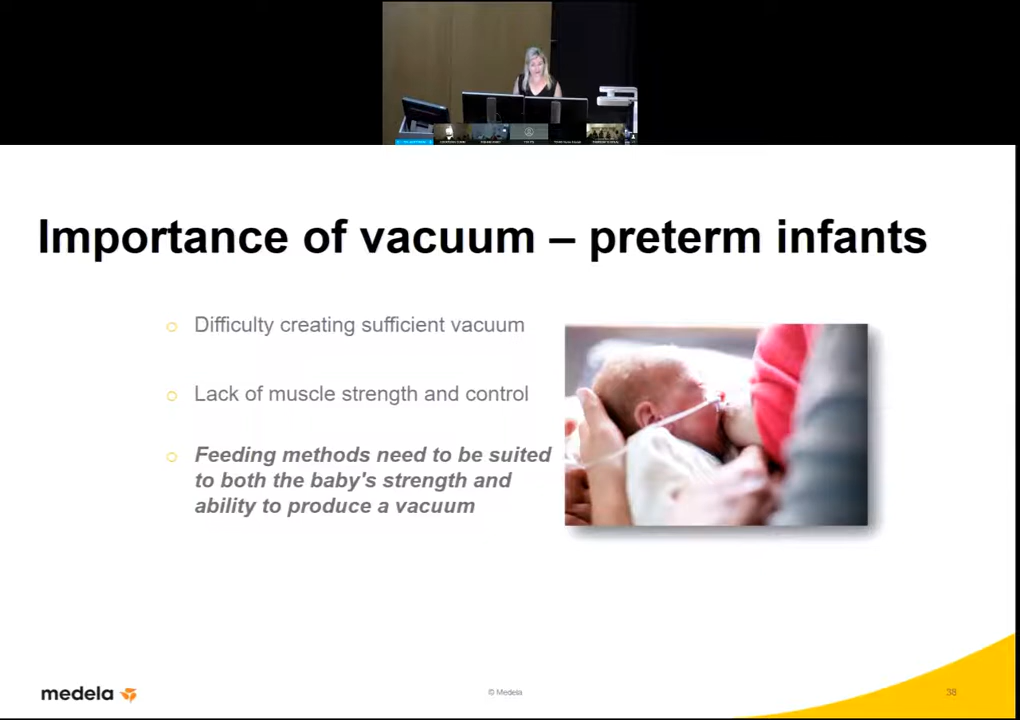 Importance of vacuum – preterm infants
Difficulty creating sufficient vacuum
Lack of muscle strength and control
Feeding methods need to be suited
to both the baby's strength and
ability to produce a vacuum
medela
© Medela
38